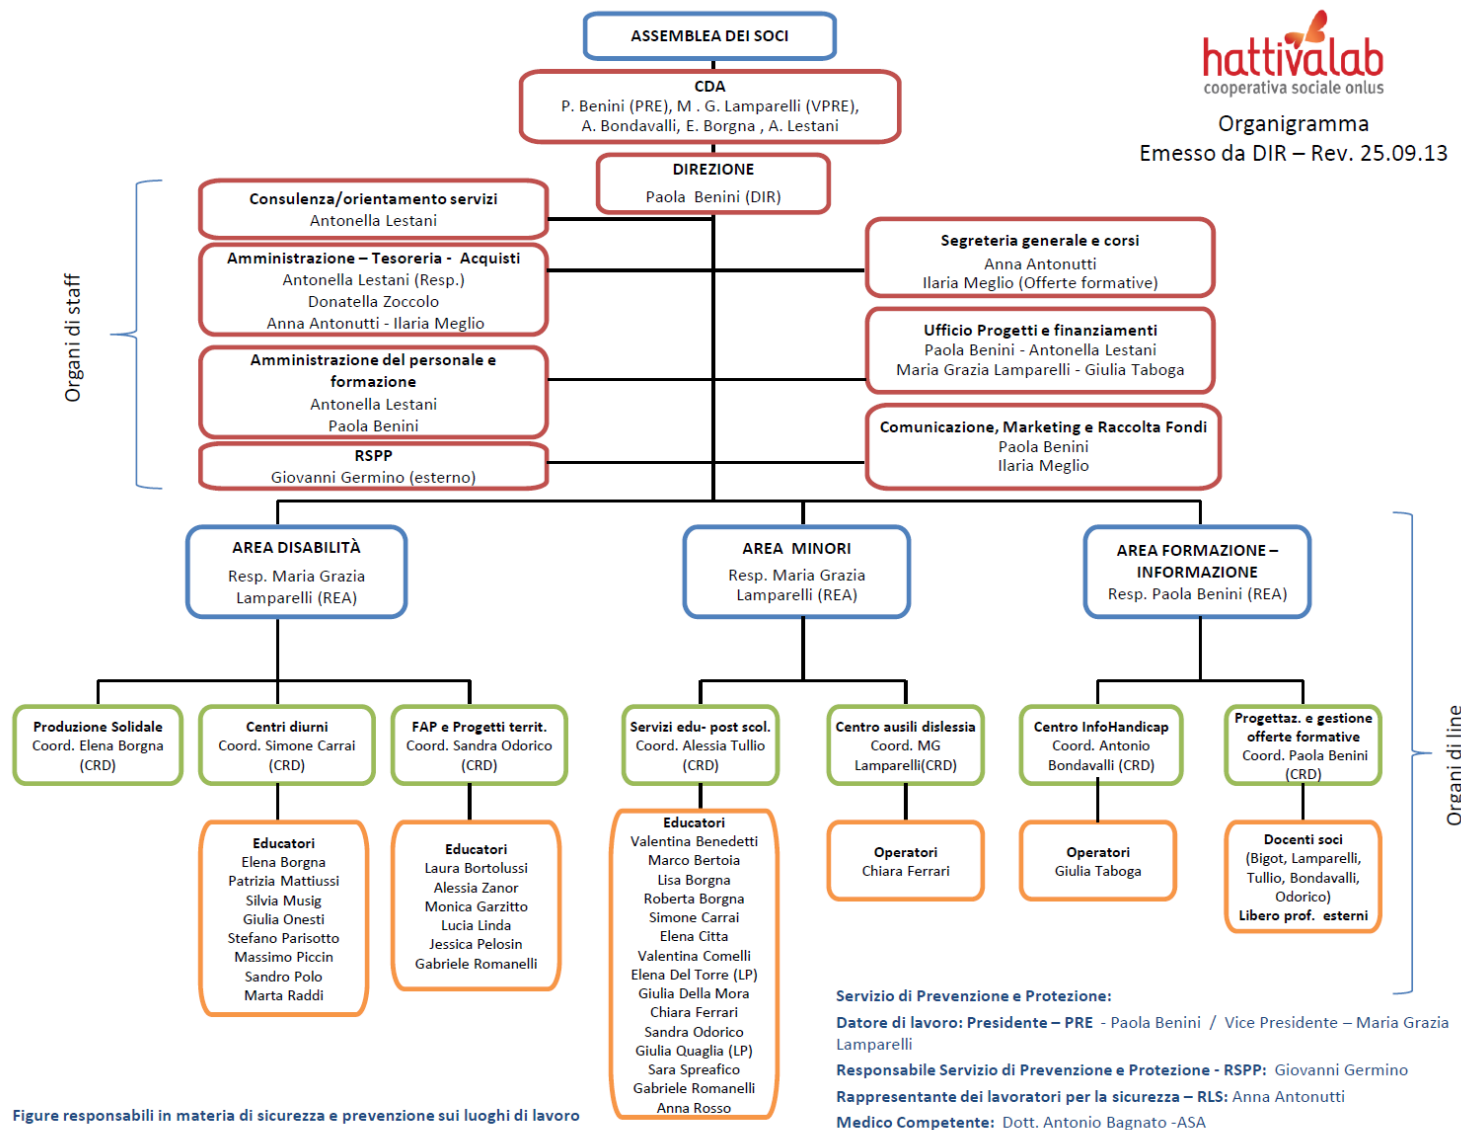 ASSEMBLEA DEI SOCI
hattivalab
cooperativa sociale onlus
Organigramma
Emesso da DIR – Rev. 25.09.13
CDA
P. Benini (PRE), M . G. Lamparelli (VPRE),
A. Bondavalli, E. Borgna , A. Lestani
DIREZIONE
Paola Benini (DIR)
Organi di staff
Consulenza/orientamento servizi
Antonella Lestani
Amministrazione – Tesoreria - Acquisti
Antonella Lestani (Resp.)
Donatella Zoccolo
Anna Antonutti - Ilaria Meglio
Amministrazione del personale e
formazione
Antonella Lestani
Paola Benini
RSPP
Giovanni Germino (esterno)
Segreteria generale e corsi
Anna Antonutti
Ilaria Meglio (Offerte formative)
Ufficio Progetti e finanziamenti
Paola Benini - Antonella Lestani
Maria Grazia Lamparelli - Giulia Taboga
Comunicazione, Marketing e Raccolta Fondi
Paola Benini
Ilaria Meglio
AREA DISABILITÀ
Resp. Maria Grazia
Lamparelli (REA)
AREA MINORI
Resp. Maria Grazia
Lamparelli (REA)
AREA FORMAZIONE –
INFORMAZIONE
Resp. Paola Benini (REA)
Organi di line
Produzione Solidale
Coord. Elena Borgna
(CRD)
Centri diurni
Coord. Simone Carrai
(CRD)
FAP e Progetti territ.
Coord. Sandra Odorico
(CRD)
Servizi edu- post scol.
Coord. Alessia Tullio
(CRD)
Centro ausili dislessia
Coord. MG
Lamparelli(CRD)
Centro InfoHandicap
Coord. Antonio
Bondavalli (CRD)
Progettaz. e gestione
offerte formative
Coord. Paola Benini
(CRD)
Educatori
Elena Borgna
Patrizia Mattiussi
Silvia Musig
Giulia Onesti
Stefano Parisotto
Massimo Piccin
Sandro Polo
Marta Raddi
Educatori
Laura Bortolussi
Alessia Zanor
Monica Garzitto
Lucia Linda
Jessica Pelosin
Gabriele Romanelli
Educatori
Valentina Benedetti
Marco Bertoia
Lisa Borgna
Roberta Borgna
Simone Carrai
Elena Citta
Valentina Comelli
Elena Del Torre (LP)
Giulia Della Mora
Chiara Ferrari
Sandra Odorico
Giulia Quaglia (LP)
Sara Spreafico
Gabriele Romanelli
Anna Rosso
Operatori
Chiara Ferrari
Operatori
Giulia Taboga
Docenti soci
(Bigot, Lamparelli,
Tullio, Bondavalli,
Odorico)
Libero prof. esterni
Servizio di Prevenzione e Protezione:
Datore di lavoro: Presidente – PRE - Paola Benini / Vice Presidente – Maria Grazia
Lamparelli
Responsabile Servizio di Prevenzione e Protezione - RSPP: Giovanni Germino
Rappresentante dei lavoratori per la sicurezza – RLS: Anna Antonutti
Medico Competente: Dott. Antonio Bagnato -ASA
Figure responsabili in materia di sicurezza e prevenzione sui luoghi di lavoro